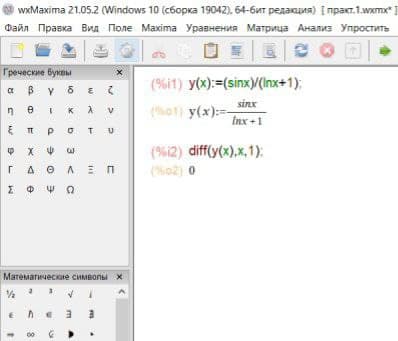 wxMaxima 21.05.2 (Windows 10 (сборка 19042), 64-бит редакция) [ практ.1.wxmx* ]
Файл Правка Вид Поле Maxima Уравнения Матрица Анализ Упростить
Греческие буквы ×
α β γ δ ε ζ
η θ ι κ λ ν
ξ π ρ σ τ υ
φ χ ψ ω
Γ Δ Θ Λ Ξ Π
Σ Φ Ψ Ω
Математические символы ×
½ ² ³ √ ⅈ
ⅇ ℏ ∈ ∃ ∄
⇒ ∞
(%i1) y(x):=(sinx)/(lnx+1);
(%o1) y(x):=sinx/lnx+1
(%i2) diff(y(x),x,1);
(%o2) 0